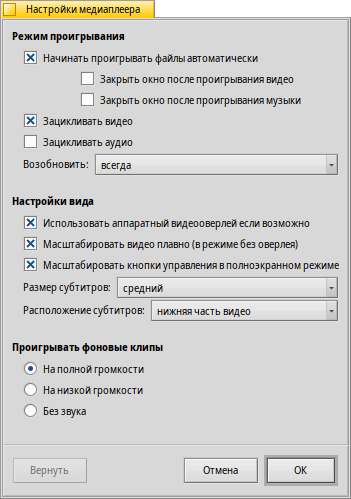 Настройки медиаплеера
Режим проигрывания
Начинать проигрывать файлы автоматически
Закрыть окно после проигрывания видео
Закрыть окно после проигрывания музыки
Зацикливать видео
Зацикливать аудио
Возобновить: всегда
Настройки вида
Использовать аппаратный видеооверлей если возможно
Масштабировать видео плавно (в режиме без оверлея)
Масштабировать кнопки управления в полноэкранном режиме
Размер субтитров: средний
Расположение субтитров: нижняя часть видео
Проигрывать фоновые клипы
На полной громкости
На низкой громкости
Без звука
Вернуть Отмена OK